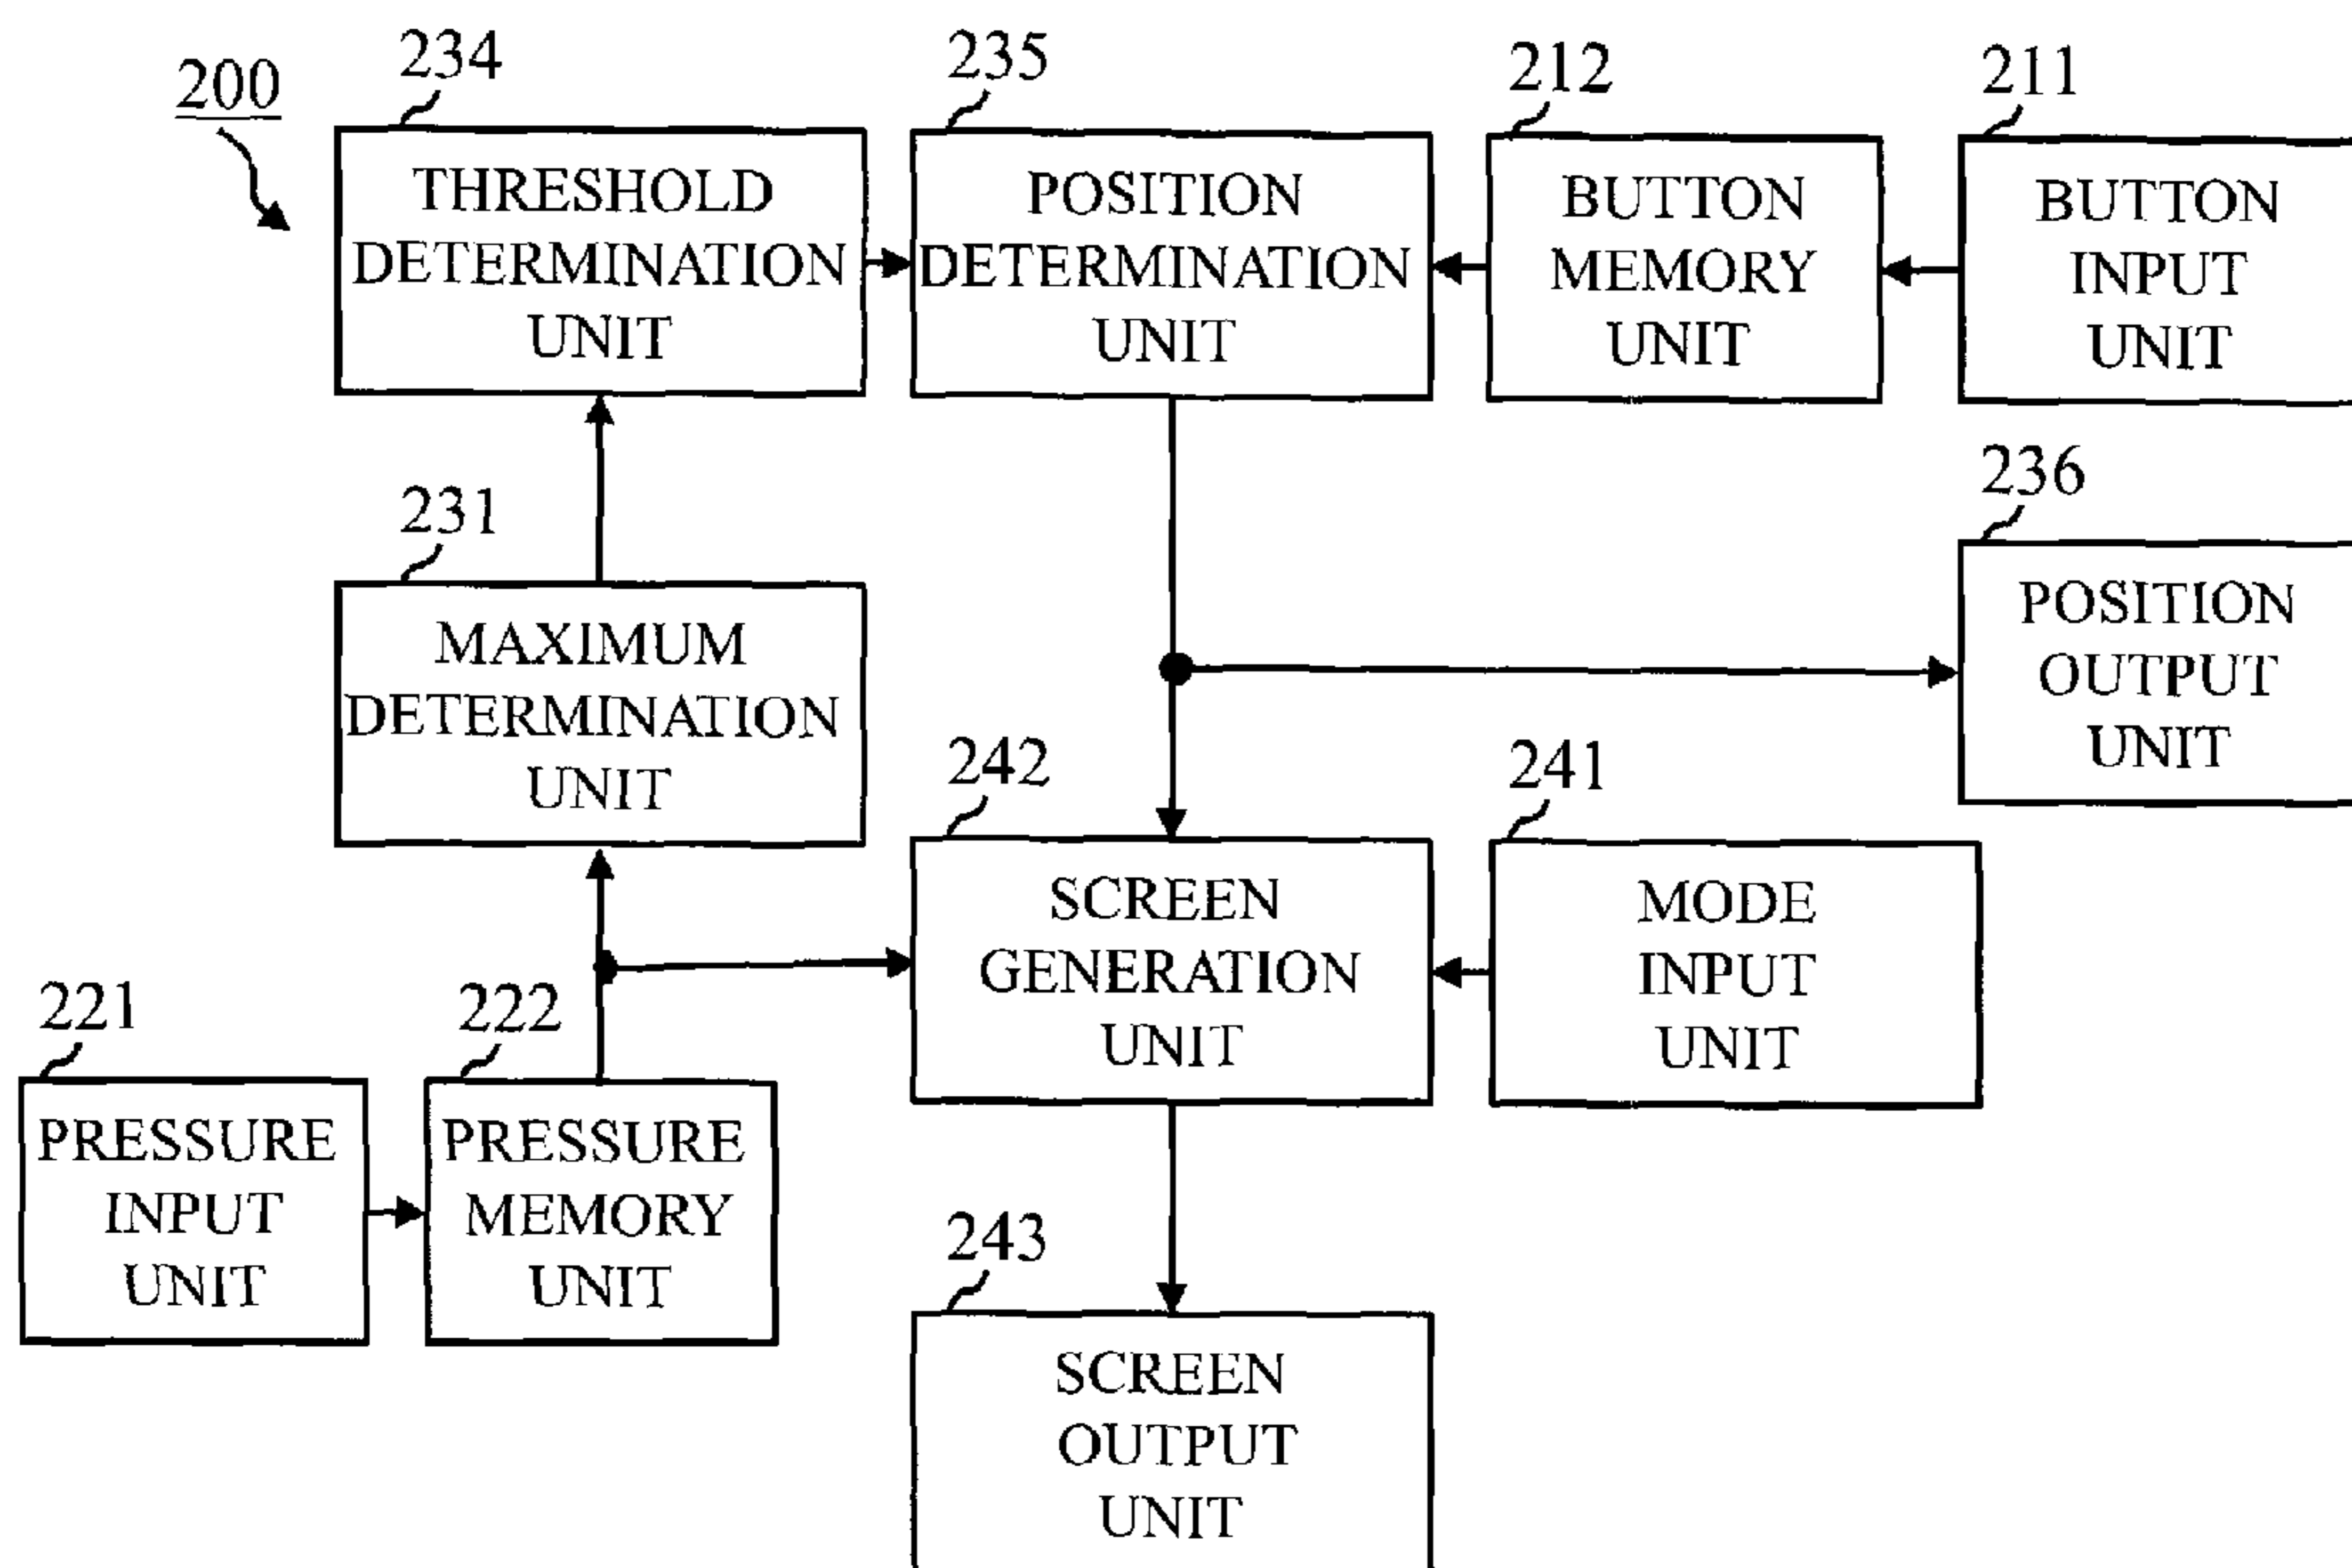 200
234
THRESHOLD
DETERMINATION
UNIT
235
POSITION
DETERMINATION
UNIT
212
BUTTON
MEMORY
UNIT
211
BUTTON
INPUT
UNIT
231
MAXIMUM
DETERMINATION
UNIT
236
POSITION
OUTPUT
UNIT
242
SCREEN
GENERATION
UNIT
241
MODE
INPUT
UNIT
221
PRESSURE
INPUT
UNIT
222
PRESSURE
MEMORY
UNIT
243
SCREEN
OUTPUT
UNIT